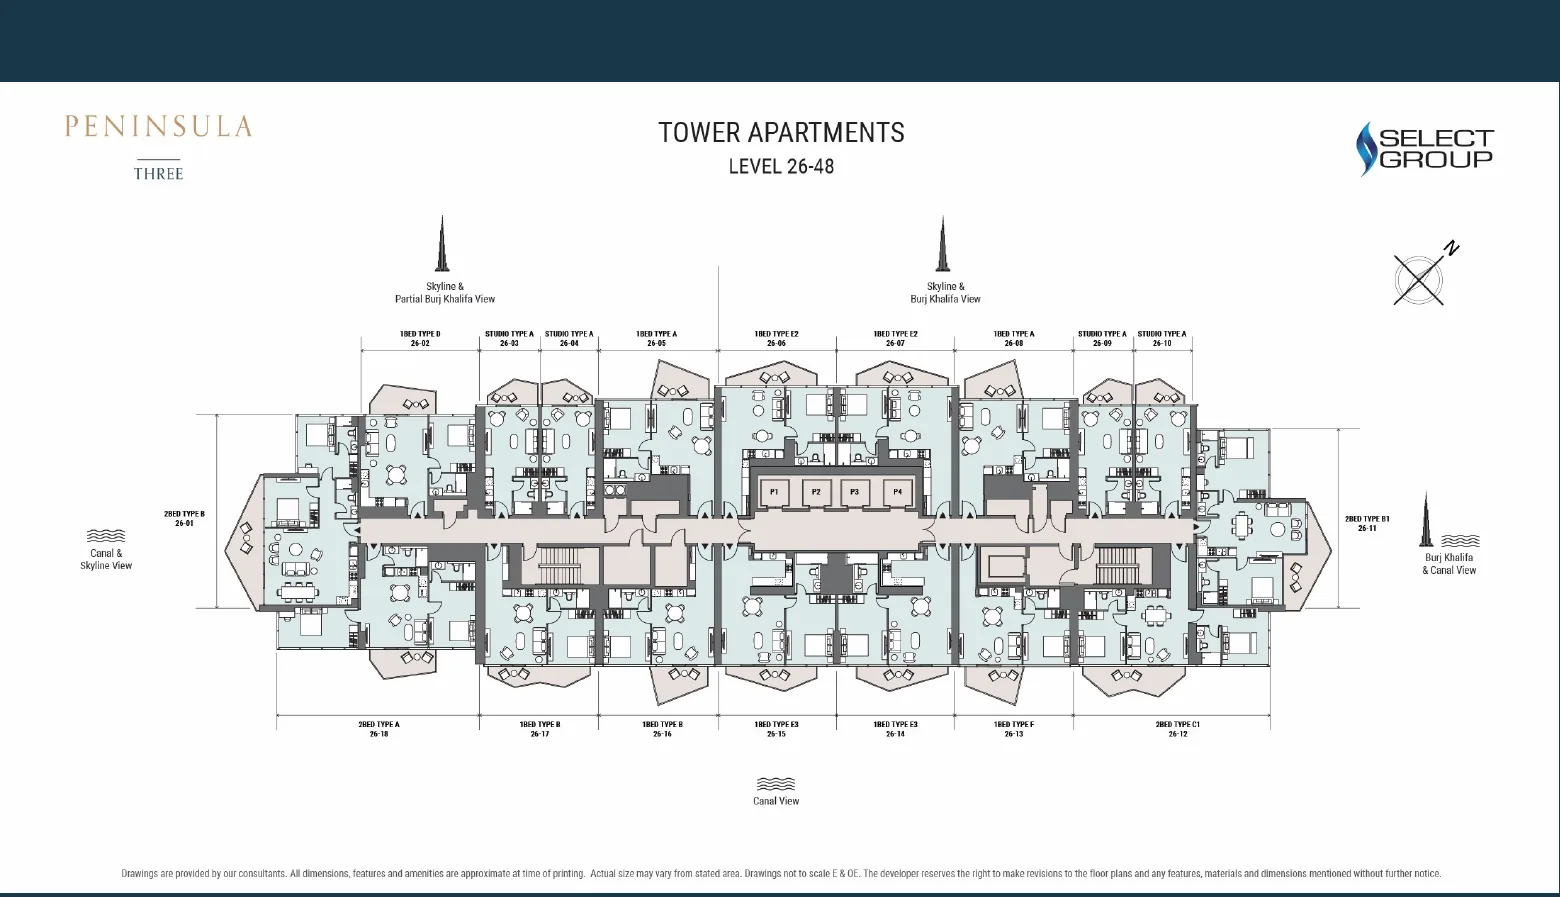 PENINSULA
THREE
TOWER APARTMENTS
LEVEL 26-48
SELECT
GROUP
N
Skyline &
Partial Burj Khalifa View
Skyline &
Burj Khalifa View
1BED TYPE D
26-02
STUDIO TYPE A
26-03
STUDIO TYPE A
26-04
1BED TYPE A
26-05
1BED TYPE E2
26-06
1BED TYPE E2
26-07
1BED TYPE A
26-08
STUDIO TYPE A
26-09
STUDIO TYPE A
26-10
P1
P2
P3
P4
2BED TYPE B
26-01
2BED TYPE B1
26-11
Canal &
Skyline View
Burj Khalifa
& Canal View
2BED TYPE A
26-18
1BED TYPE B
26-17
1BED TYPE B
26-16
1BED TYPE E3
26-15
1BED TYPE E3
26-14
1BED TYPE F
26-13
2BED TYPE C1
26-12
Canal View
Drawings are provided by our consultants. All dimensions, features and amenities are approximate at time of printing. Actual size may vary from stated area. Drawings not to scale E & OE. The developer reserves the right to make revisions to the floor plans and any features, materials and dimensions mentioned without further notice.